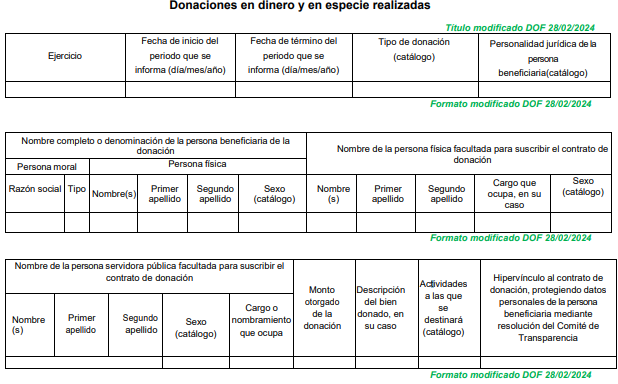 Donaciones en dinero y en especie realizadas
Título modificado DOF 28/02/2024
Ejercicio
Fecha de inicio del
periodo que se
informa (día/mes/año)
Fecha de término del
periodo que se
informa (día/mes/año)
Tipo de donación
(catálogo)
Personalidad jurídica de la
persona
beneficiaria(catálogo)
Formato modificado DOF 28/02/2024
Nombre completo o denominación de la persona beneficiaria de la
donación
Nombre de la persona física facultada para suscribir el contrato de
donación
Persona moral
Persona física
Razón social
Tipo
Nombre(s)
Primer
apellido
Segundo
apellido
Sexo
(catálogo)
Nombre
(s)
Primer
apellido
Segundo
apellido
Cargo que
ocupa, en su
caso
Sexo
(catálogo)
Formato modificado DOF 28/02/2024
Nombre de la persona servidora pública facultada para suscribir el
contrato de donación
Nombre
(s)
Primer
apellido
Segundo
apellido
Sexo
(catálogo)
Cargo o
nombramiento
que ocupa
Monto
otorgado
de la
donación
Descripción
del bien
donado, en
su caso
Actividades
a las que
se
destinará
(catálogo)
Hipervínculo al contrato de
donación, protegiendo datos
personales de la persona
beneficiaria mediante
resolución del Comité de
Transparencia
Formato modificado DOF 28/02/2024